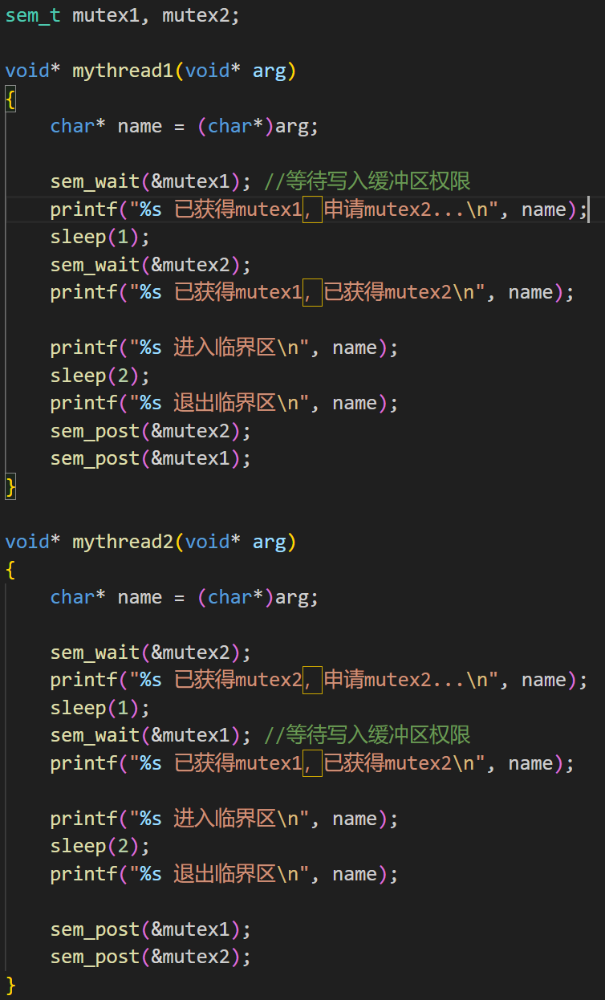 sem_t mutex1, mutex2;
void* mythread1(void* arg)
{
char* name = (char*)arg;
sem_wait(&mutex1); //等待写入缓冲区权限
printf("%s 已获得mutex1，申请mutex2...\n", name);
sleep(1);
sem_wait(&mutex2);
printf("%s 已获得mutex1，已获得mutex2\n", name);
printf("%s 进入临界区\n", name);
sleep(2);
printf("%s 退出临界区\n", name);
sem_post(&mutex2);
sem_post(&mutex1);
}
void* mythread2(void* arg)
{
char* name = (char*)arg;
sem_wait(&mutex2);
printf("%s 已获得mutex2，申请mutex2...\n", name);
sleep(1);
sem_wait(&mutex1); //等待写入缓冲区权限
printf("%s 已获得mutex1，已获得mutex2\n", name);
printf("%s 进入临界区\n", name);
sleep(2);
printf("%s 退出临界区\n", name);
sem_post(&mutex1);
sem_post(&mutex2);
}